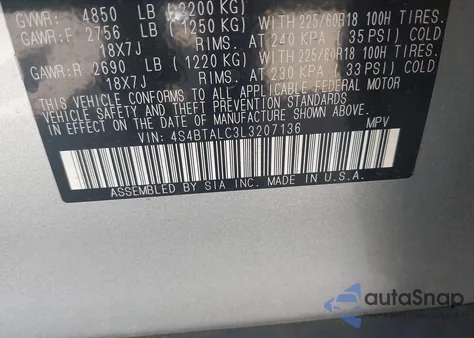 GVWR: 4850 LB (2200 KG)
GAWR:F 2756 LB (1250 KG) WITH 225/60R18 100H TIRES
18X7J RIMS. AT 240 KPA (35 PSI) COLD
GAWR:R 2690 LB (1220 KG) WITH 225/60R18 100H TIRES
18X7J RIMS. AT 230 KPA (33 PSI) COLD
THIS VEHICLE CONFORMS TO ALL APPLICABLE FEDERAL MOTOR
VEHICLE SAFETY STANDARDS IN EFFECT ON THE DATE OF
MANUFACTURE SHOWN ABOVE.
VIN: 4S4BTALC3L3207136 MPV
ASSEMBLED BY SIA INC. MADE IN U.S.A.
autoSnap